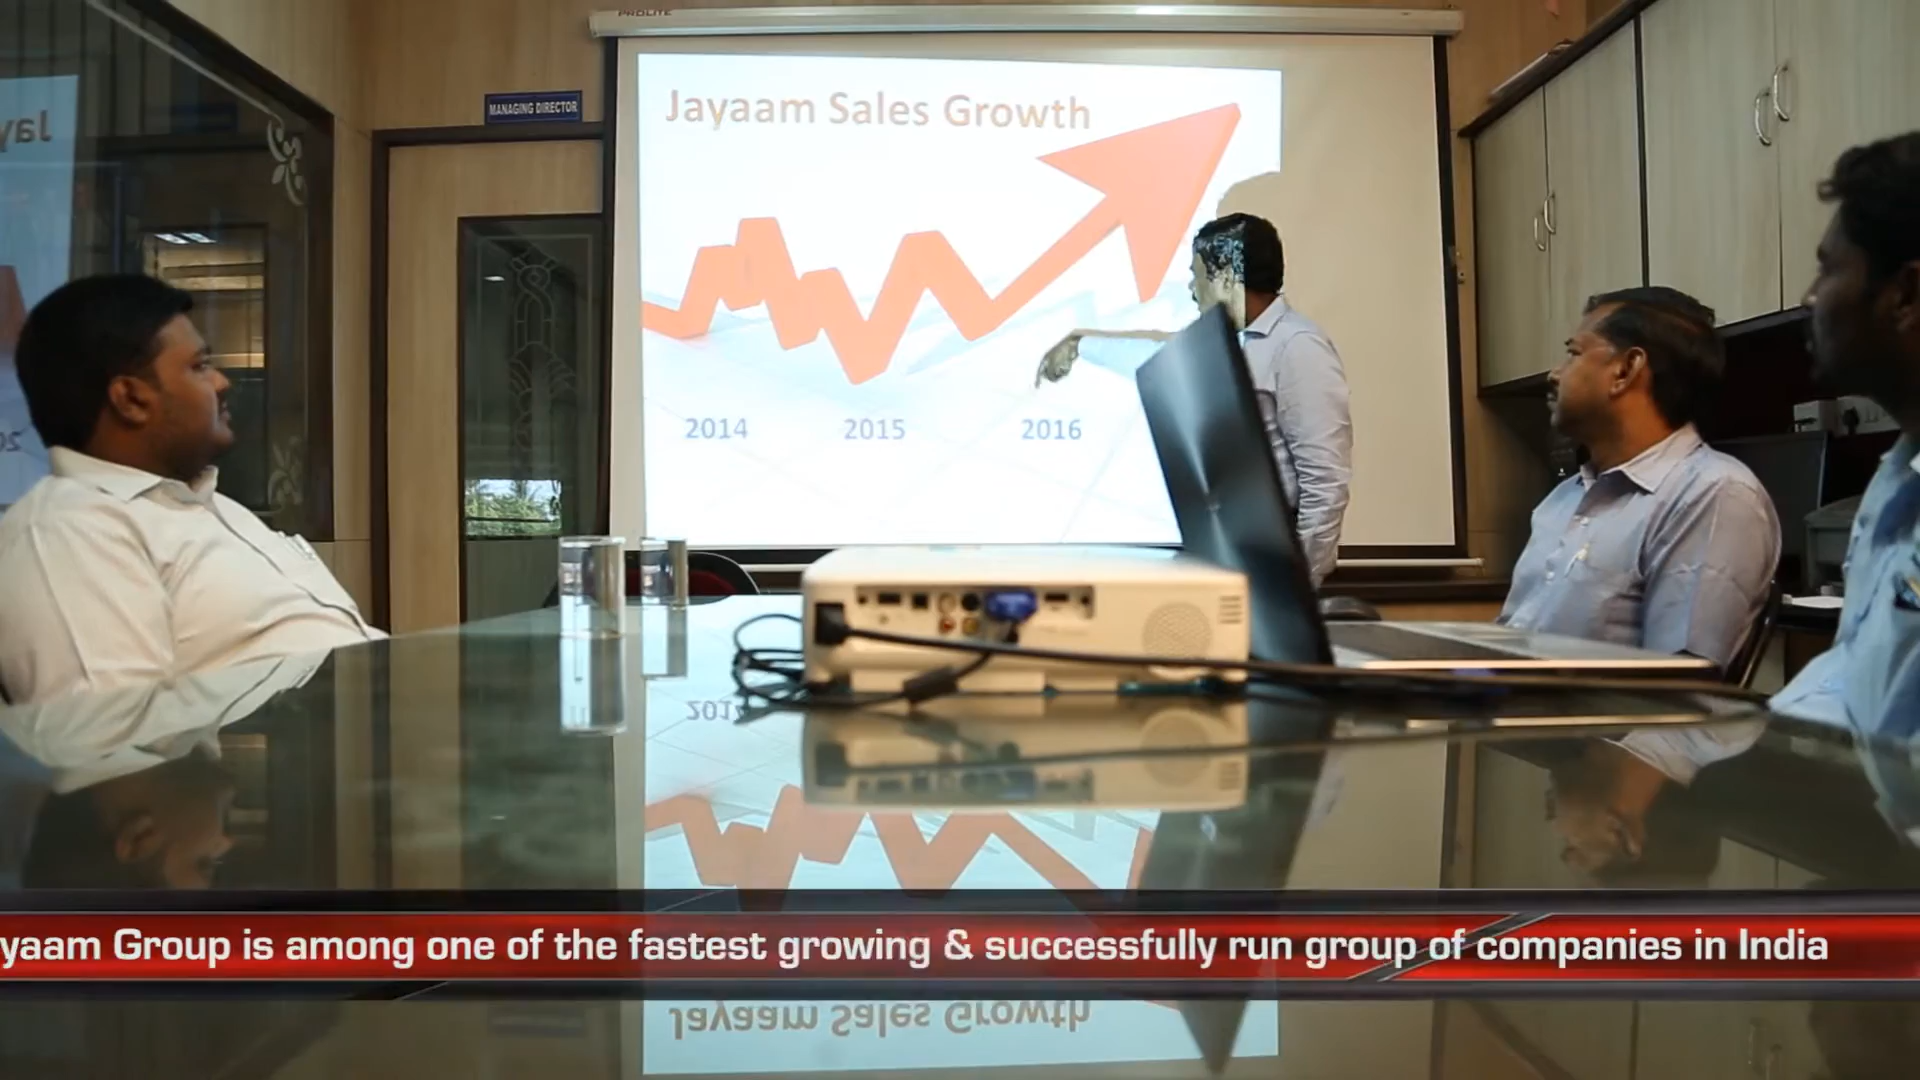 PROLITE
MANAGING DIRECTOR
Jayaam Sales Growth
2014 2015 2016
yaam Group is among one of the fastest growing & successfully run group of companies in India